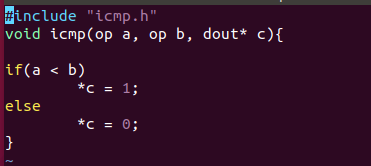 #include "icmp.h"
void icmp(op a, op b, dout* c){

if(a < b)
        *c = 1;
else
        *c = 0;
}
~